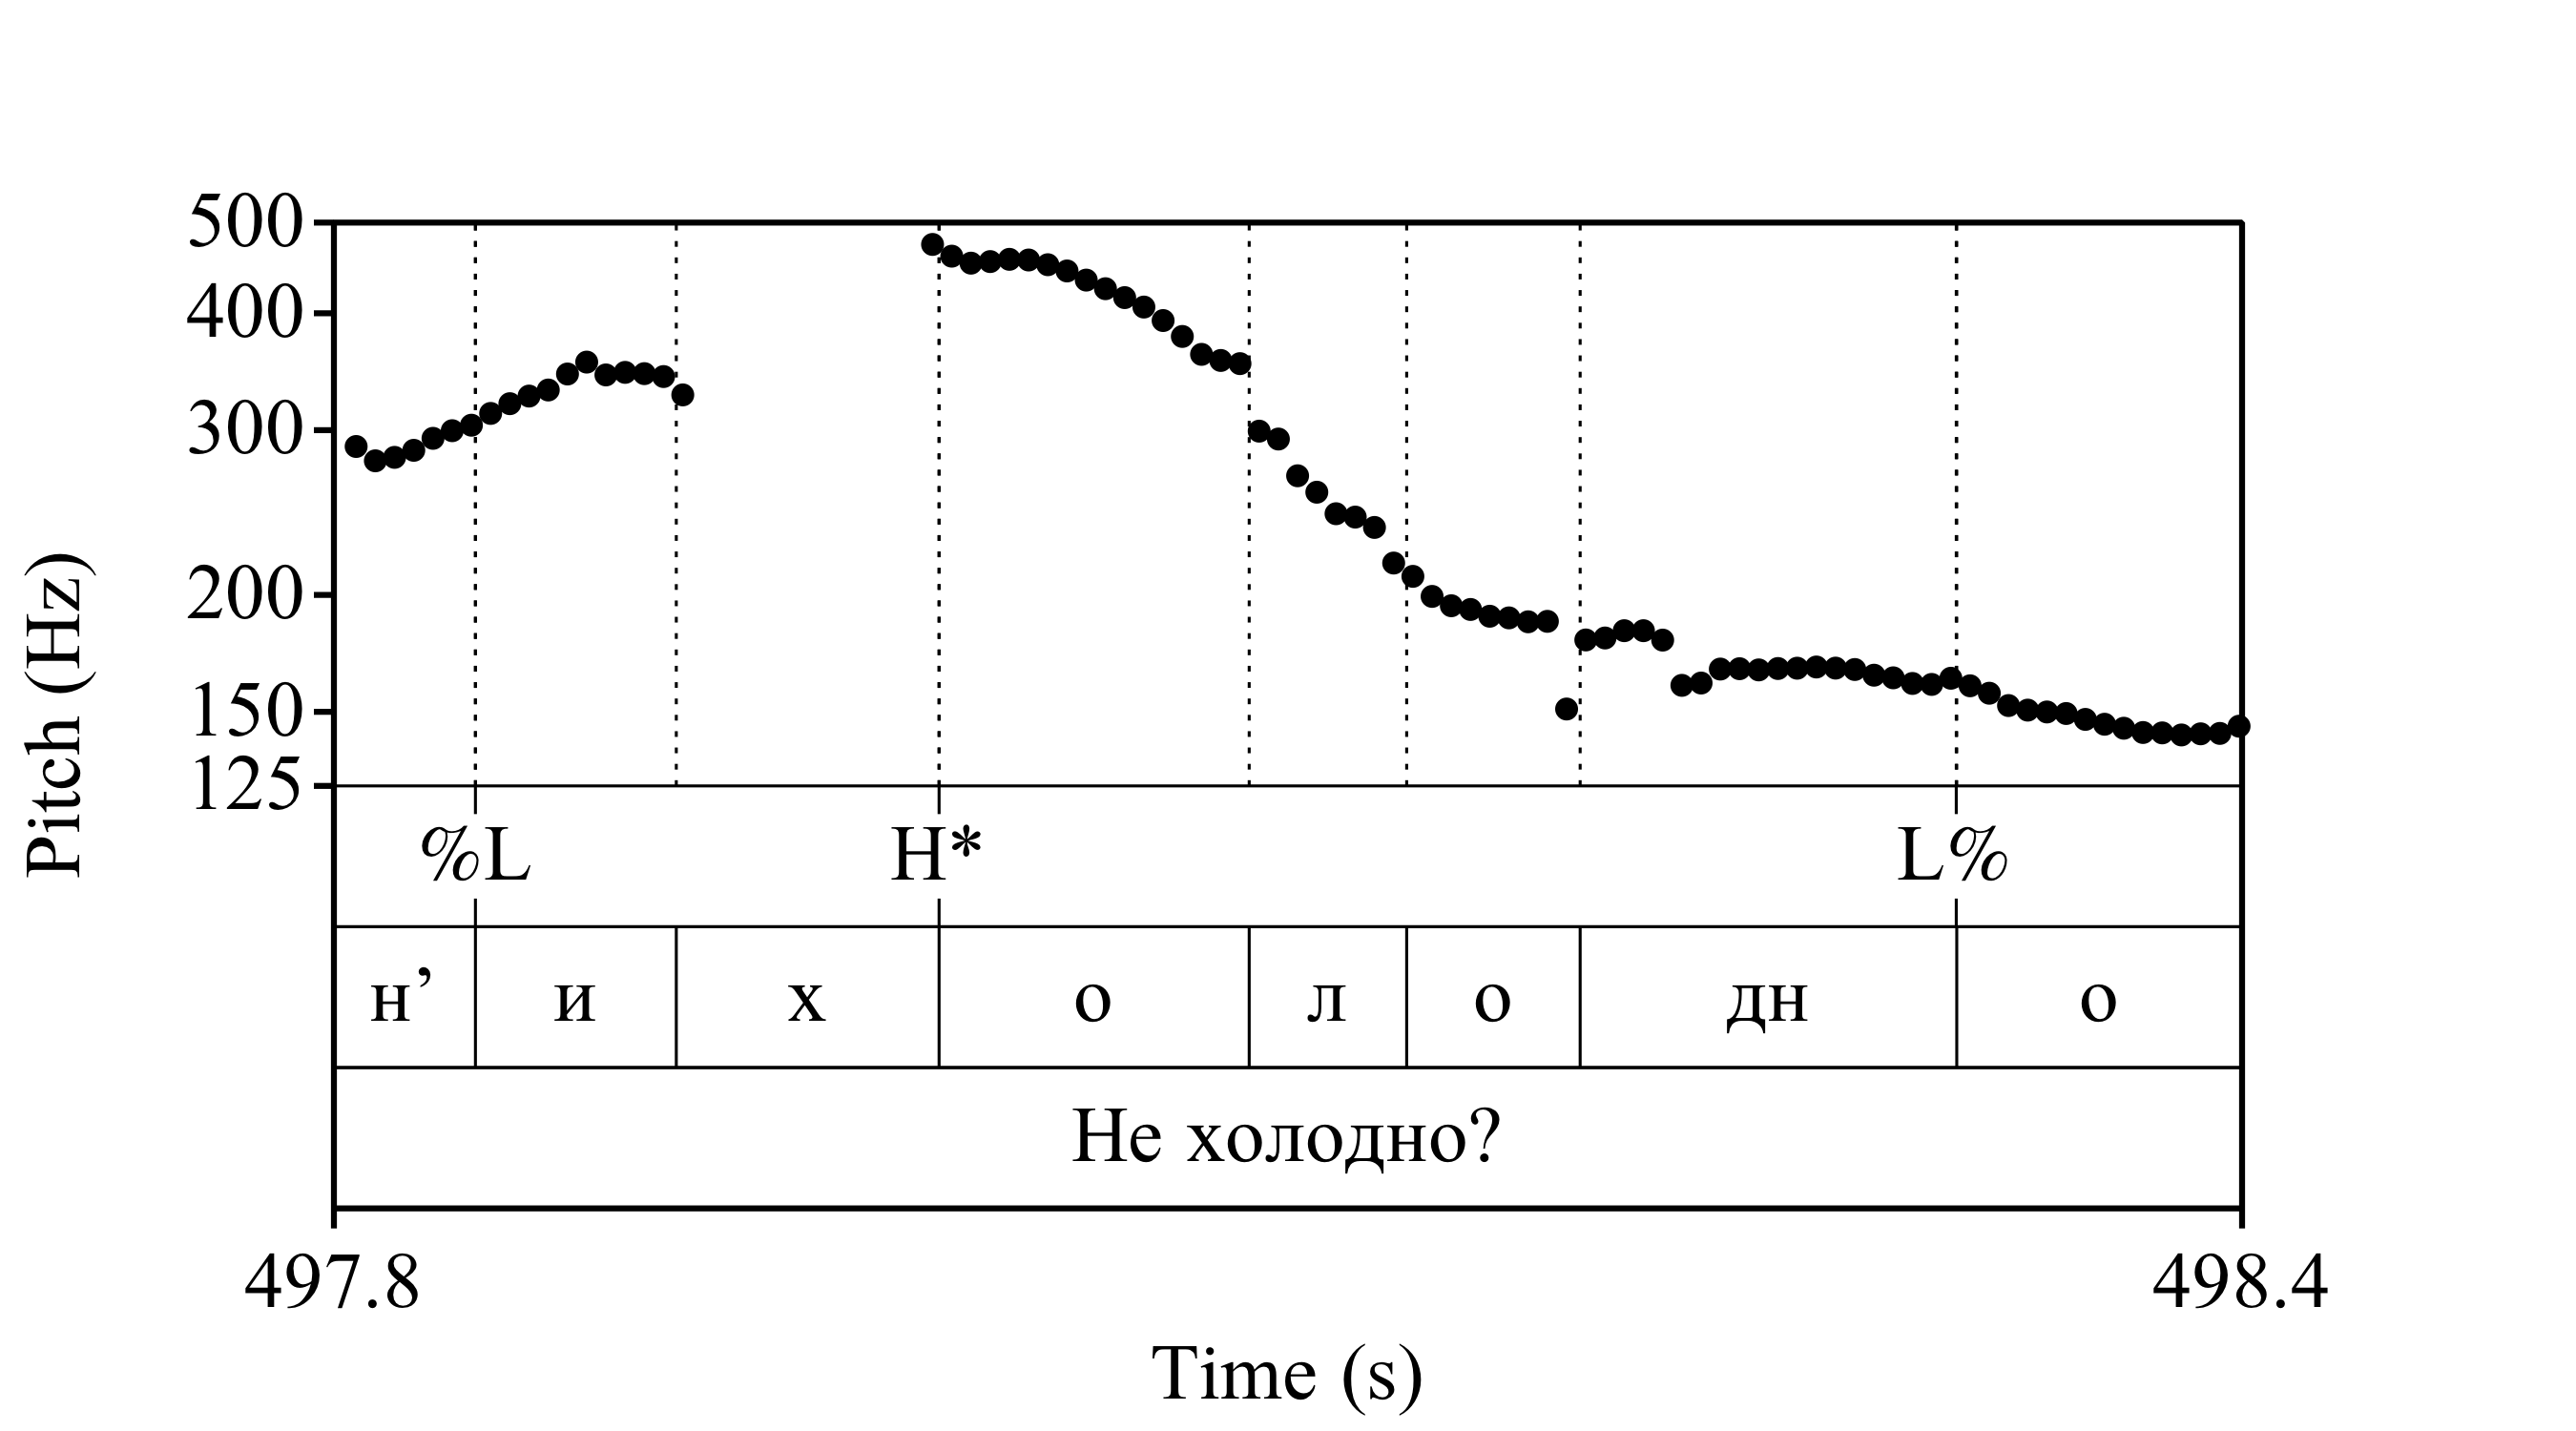 500
400
300
200
150
125
Pitch (Hz)
%L H* L%
н’ и х о л о дн о
Не холодно?
497.8 498.4
Time (s)